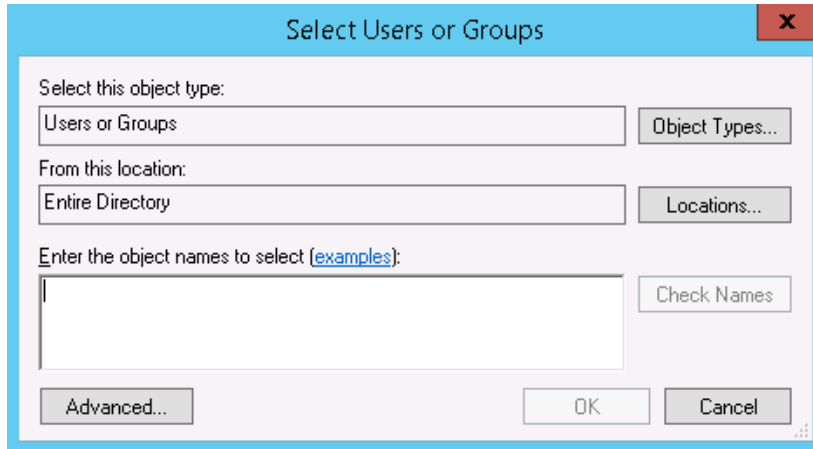 Select Users or Groups
x
Select this object type:
Users or Groups
Object Types...
From this location:
Entire Directory
Locations...
Enter the object names to select (examples):
Check Names
Advanced...
OK
Cancel